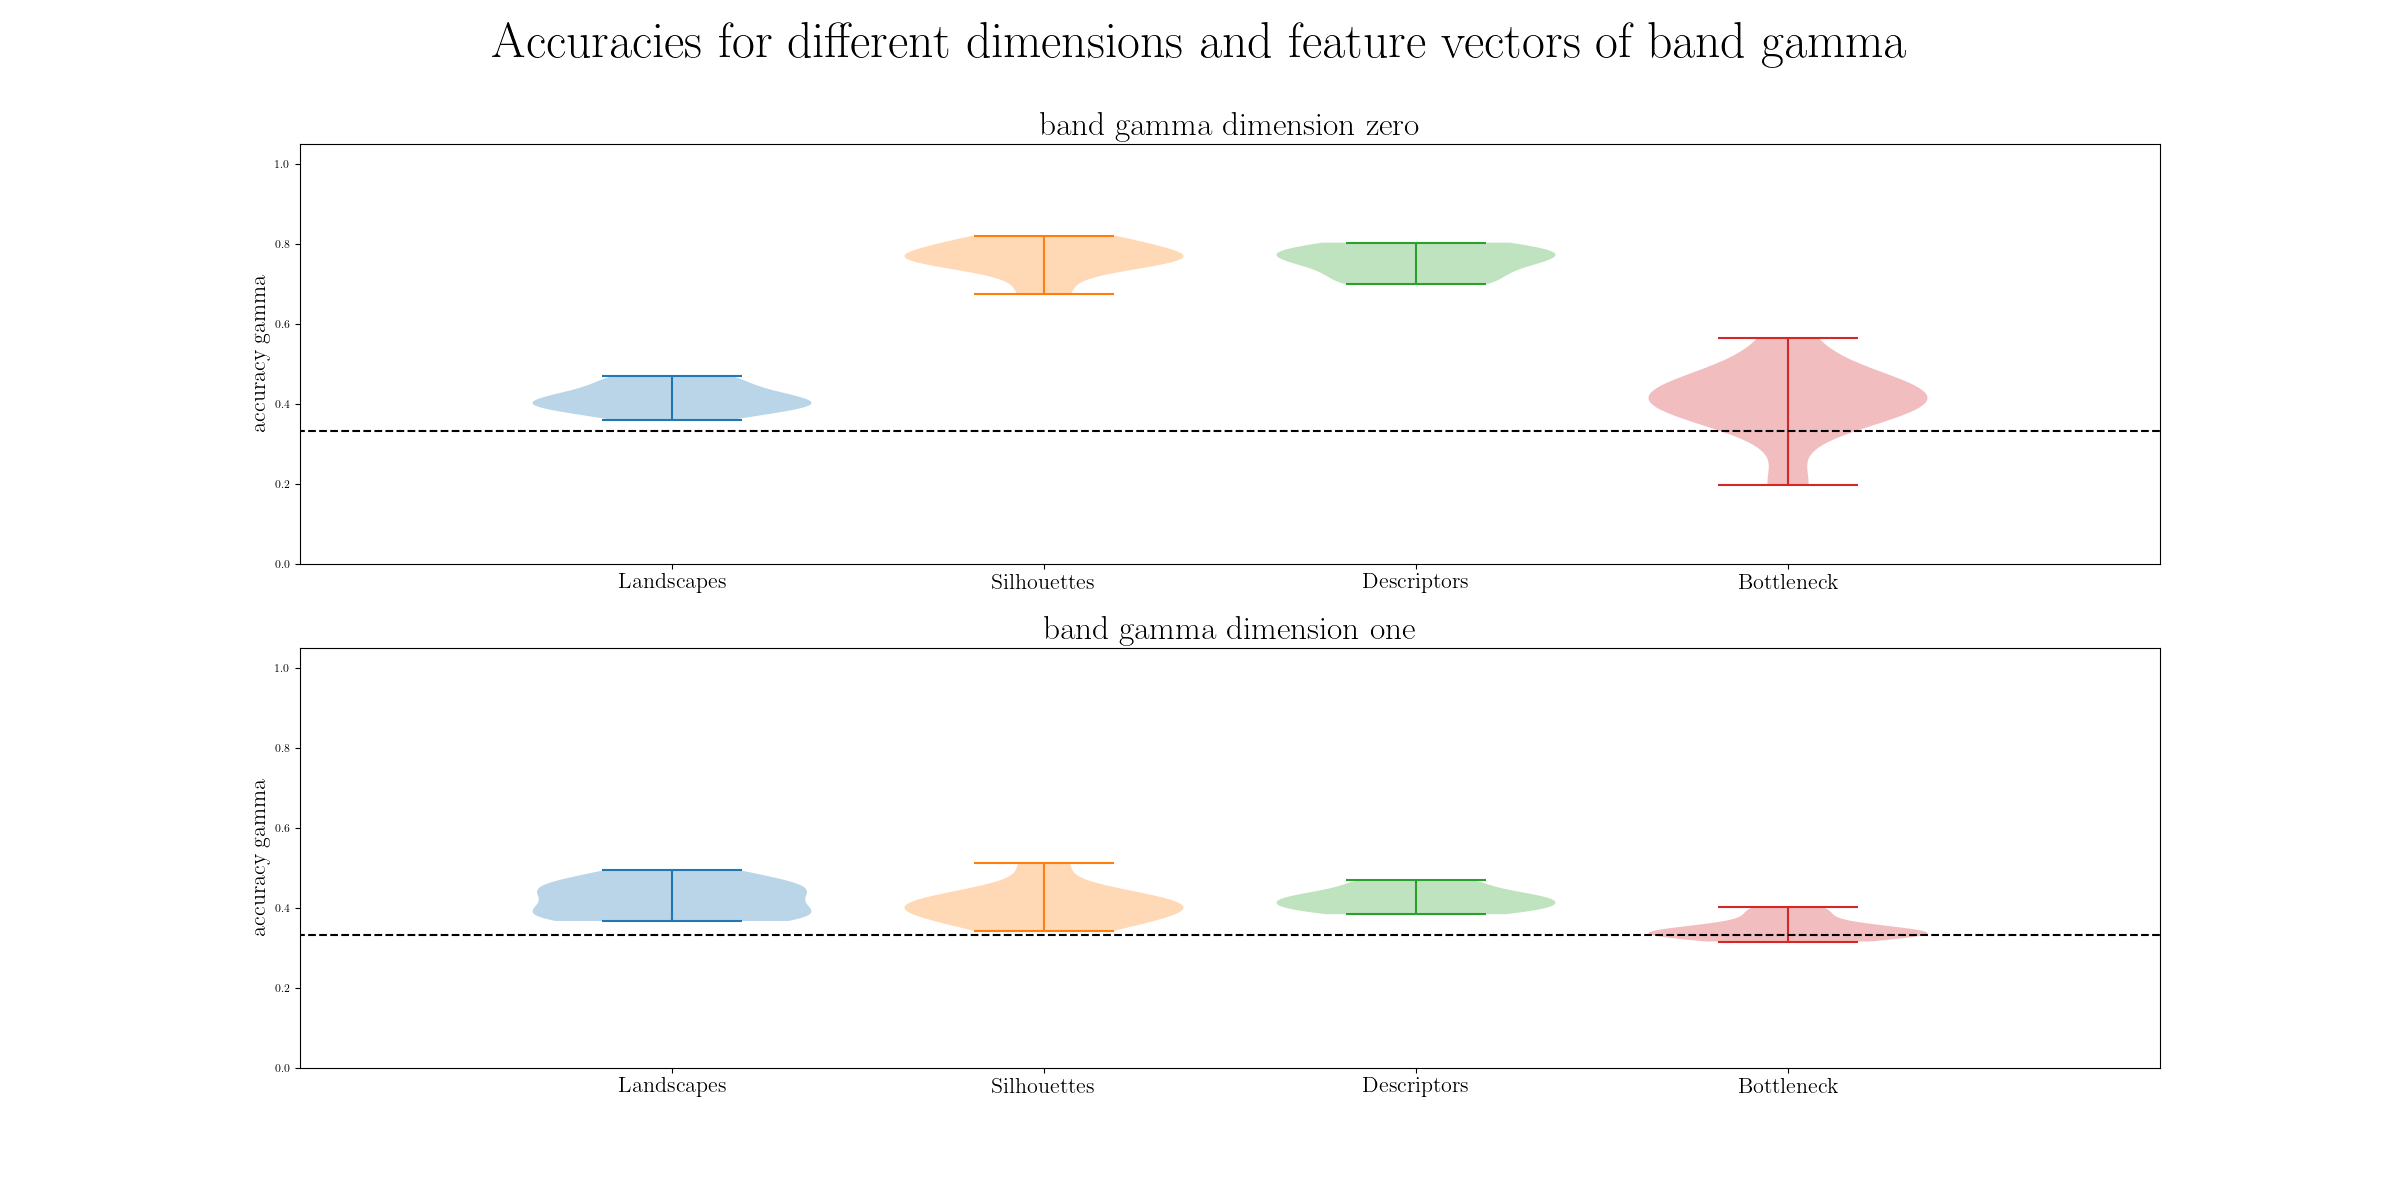 Accuracies for different dimensions and feature vectors of band gamma
band gamma dimension zero
1.0
0.8
0.6
0.4
0.2
0.0
accuracy gamma
Landscapes Silhouettes Descriptors Bottleneck
band gamma dimension one
1.0
0.8
0.6
0.4
0.2
0.0
accuracy gamma
Landscapes Silhouettes Descriptors Bottleneck